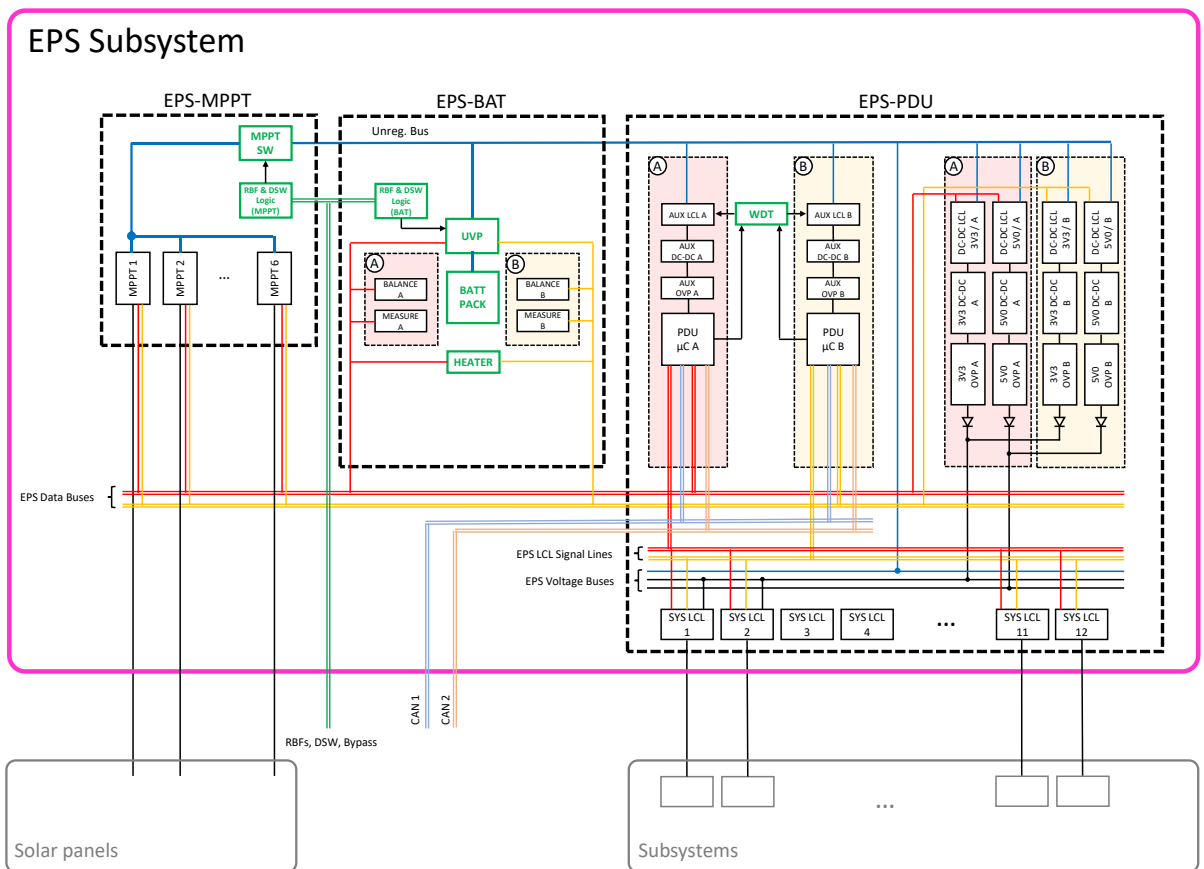 EPS Subsystem
EPS-MPPT
EPS-BAT
EPS-PDU
Unreg. Bus
MPPT
SW
RBF & DSW
Logic
(MPPT)
RBF & DSW
Logic
(BAT)
UVP
MPPT 1
MPPT 2
...
MPPT 6
A
BALANCE
A
MEASURE
A
BATT
PACK
B
BALANCE
B
MEASURE
B
HEATER
A
AUX LCL A
AUX
DC-DC A
AUX
OVP A
PDU
µC A
WDT
B
AUX LCL B
AUX
DC-DC B
AUX
OVP B
PDU
µC B
A
DC-DC LCL
3V3 / A
DC-DC LCL
5V0 / A
3V3 DC-DC
A
5V0 DC-DC
A
3V3
OVP A
5V0
OVP A
B
DC-DC LCL
3V3 / B
DC-DC LCL
5V0 / B
3V3 DC-DC
B
5V0 DC-DC
B
3V3
OVP B
5V0
OVP B
EPS Data Buses
EPS LCL Signal Lines
EPS Voltage Buses
SYS LCL
1
SYS LCL
2
SYS LCL
3
SYS LCL
4
...
SYS LCL
11
SYS LCL
12
CAN 1
CAN 2
RBFs, DSW, Bypass
...
Solar panels
Subsystems